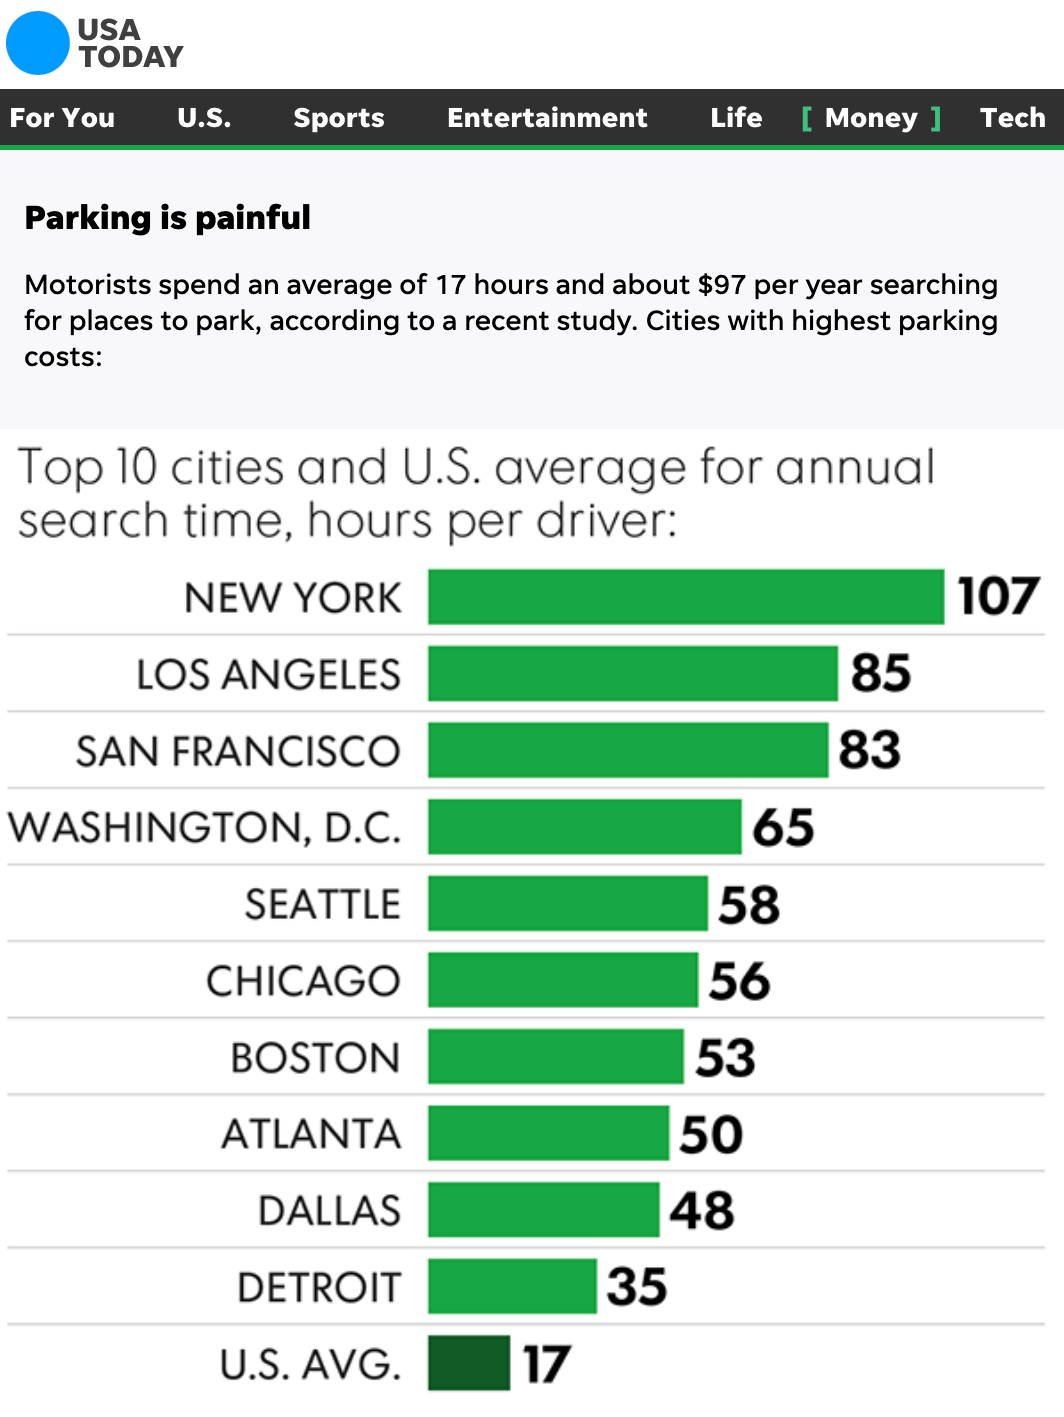 USA
TODAY
For You U.S. Sports Entertainment Life [ Money ] Tech
Parking is painful
Motorists spend an average of 17 hours and about $97 per year searching
for places to park, according to a recent study. Cities with highest parking
costs:
Top 10 cities and U.S. average for annual
search time, hours per driver:
NEW YORK 107
LOS ANGELES 85
SAN FRANCISCO 83
WASHINGTON, D.C. 65
SEATTLE 58
CHICAGO 56
BOSTON 53
ATLANTA 50
DALLAS 48
DETROIT 35
U.S. AVG. 17